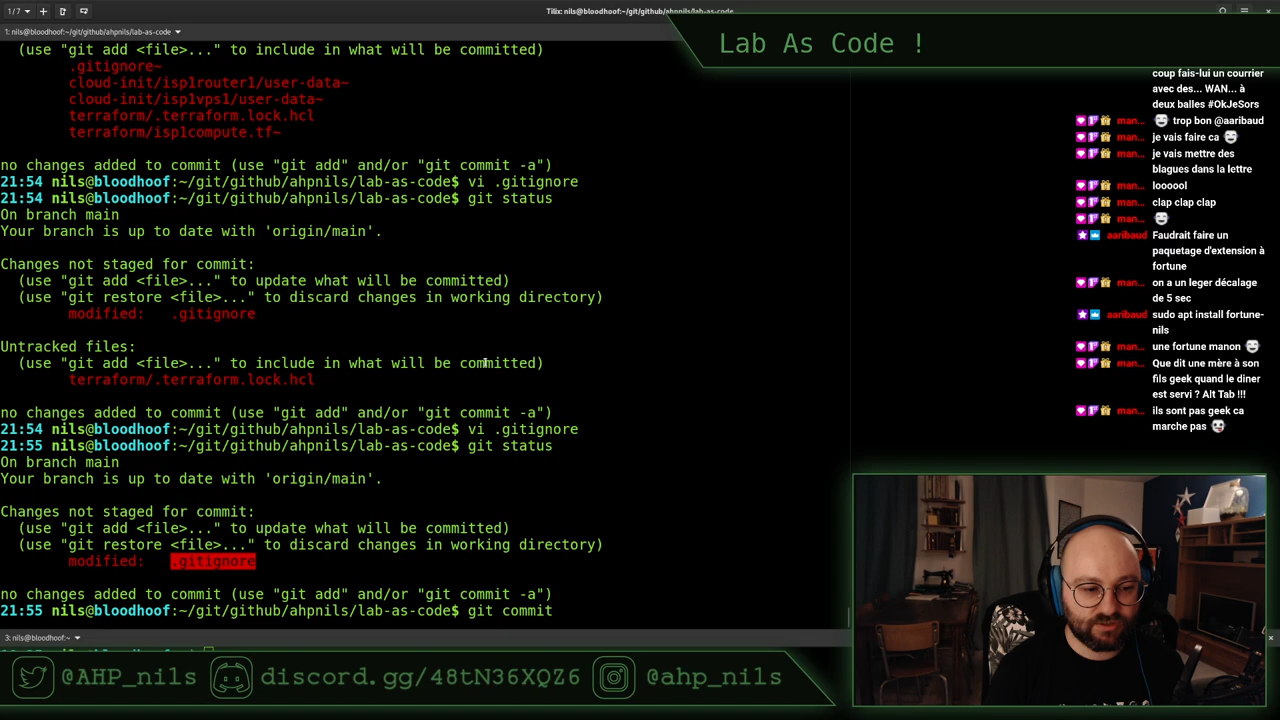 1/7
Tilix: nils@bloodhoof:~/git/github/ahpnils/lab-as-code
1: nils@bloodhoof:~/git/github/ahpnils/lab-as-code
(use "git add <file>..." to include in what will be committed)
.gitignore~
cloud-init/isp1router1/user-data~
cloud-init/isp1vps1/user-data~
terraform/.terraform.lock.hcl
terraform/isp1compute.tf~
no changes added to commit (use "git add" and/or "git commit -a")
21:54 nils@bloodhoof:~/git/github/ahpnils/lab-as-code$ vi .gitignore
21:54 nils@bloodhoof:~/git/github/ahpnils/lab-as-code$ git status
On branch main
Your branch is up to date with 'origin/main'.
Changes not staged for commit:
(use "git add <file>..." to update what will be committed)
(use "git restore <file>..." to discard changes in working directory)
modified:   .gitignore
Untracked files:
(use "git add <file>..." to include in what will be committed)
terraform/.terraform.lock.hcl
no changes added to commit (use "git add" and/or "git commit -a")
21:54 nils@bloodhoof:~/git/github/ahpnils/lab-as-code$ vi .gitignore
21:55 nils@bloodhoof:~/git/github/ahpnils/lab-as-code$ git status
On branch main
Your branch is up to date with 'origin/main'.
Changes not staged for commit:
(use "git add <file>..." to update what will be committed)
(use "git restore <file>..." to discard changes in working directory)
modified:   .gitignore
no changes added to commit (use "git add" and/or "git commit -a")
21:55 nils@bloodhoof:~/git/github/ahpnils/lab-as-code$ git commit
3: nils@bloodhoof:~
Lab As Code !
coup fais-lui un courrier
avec des... WAN... à
deux balles #OkJeSors
man... trop bon @aaribaud
man... je vais faire ca
man... je vais mettre des
blagues dans la lettre
man... loooool
man... clap clap clap
man...
aaribaud Faudrait faire un
paquetage d'extension à
fortune
man... on a un leger décalage
de 5 sec
aaribaud sudo apt install fortune-
nils
man... une fortune manon
man... Que dit une mère à son
fils geek quand le diner
est servi ? Alt Tab !!!
man... ils sont pas geek ca
marche pas
@AHP_nils discord.gg/48tN36XQZ6 @ahp_nils